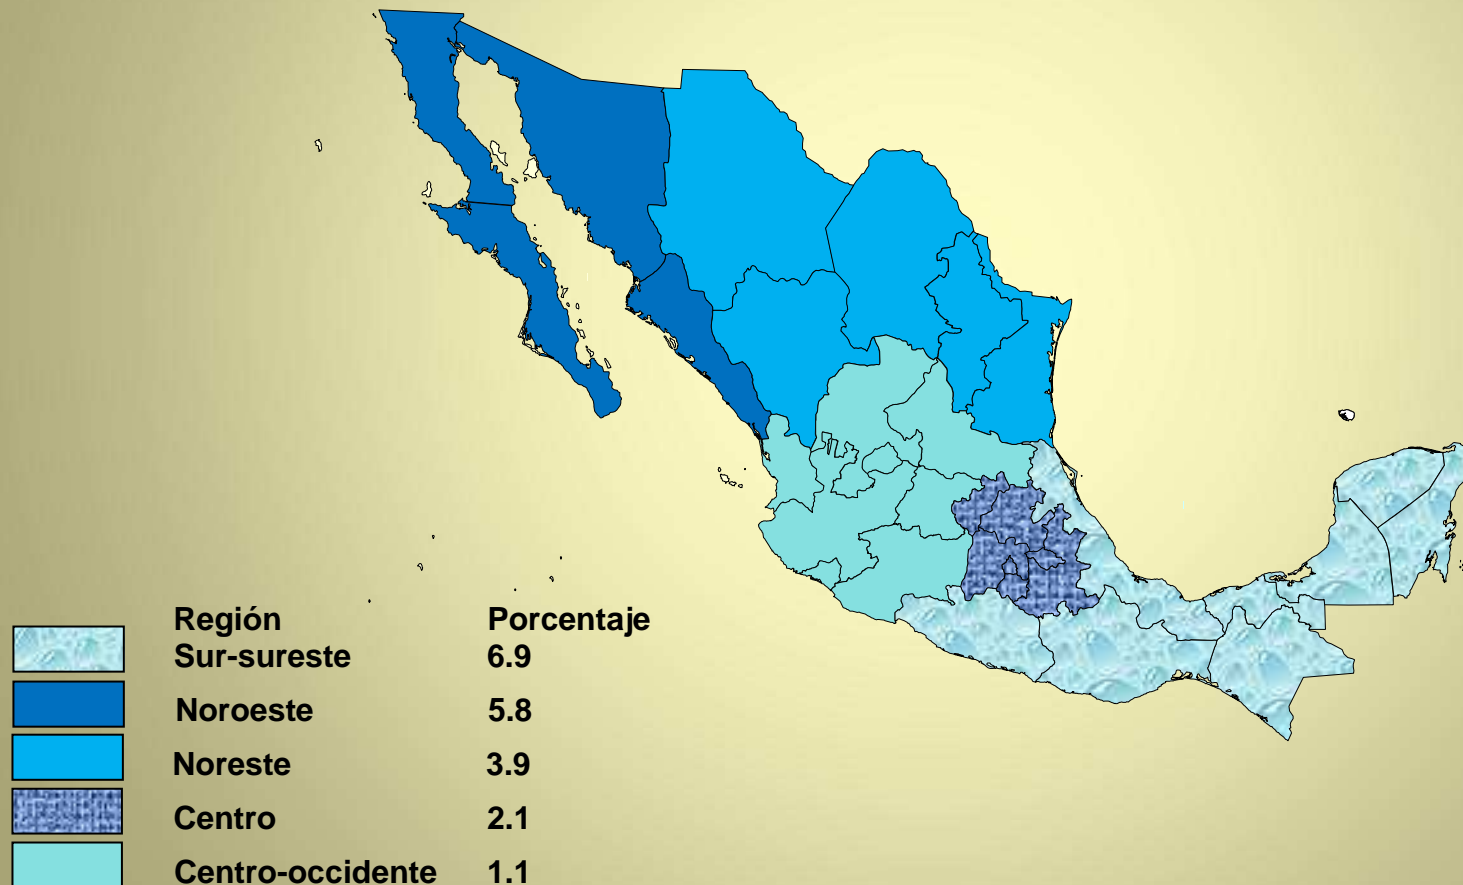 Región Porcentaje
Sur-sureste 6.9
Noroeste 5.8
Noreste 3.9
Centro 2.1
Centro-occidente 1.1